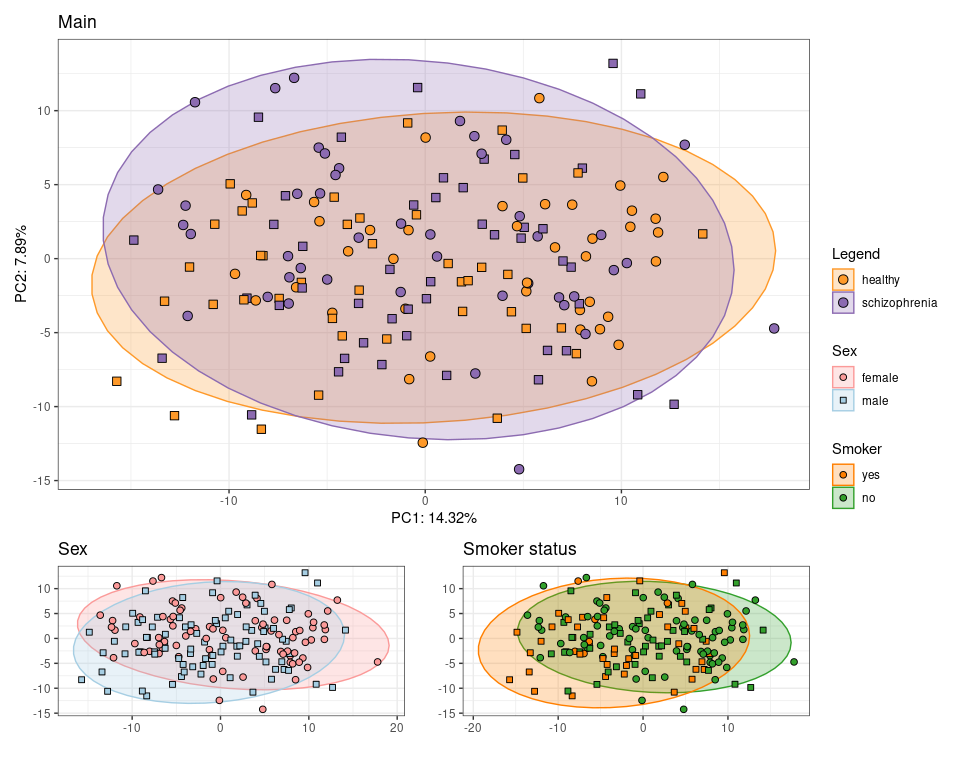 Main
10
5
0
-5
-10
-15
PC2: 7.89%
-10 0 10
PC1: 14.32%
Legend
healthy
schizophrenia
Sex
female
male
Smoker
yes
no
Sex
10
5
0
-5
-10
-15
-10 0 10 20
Smoker status
10
5
0
-5
-10
-15
-20 -10 0 10